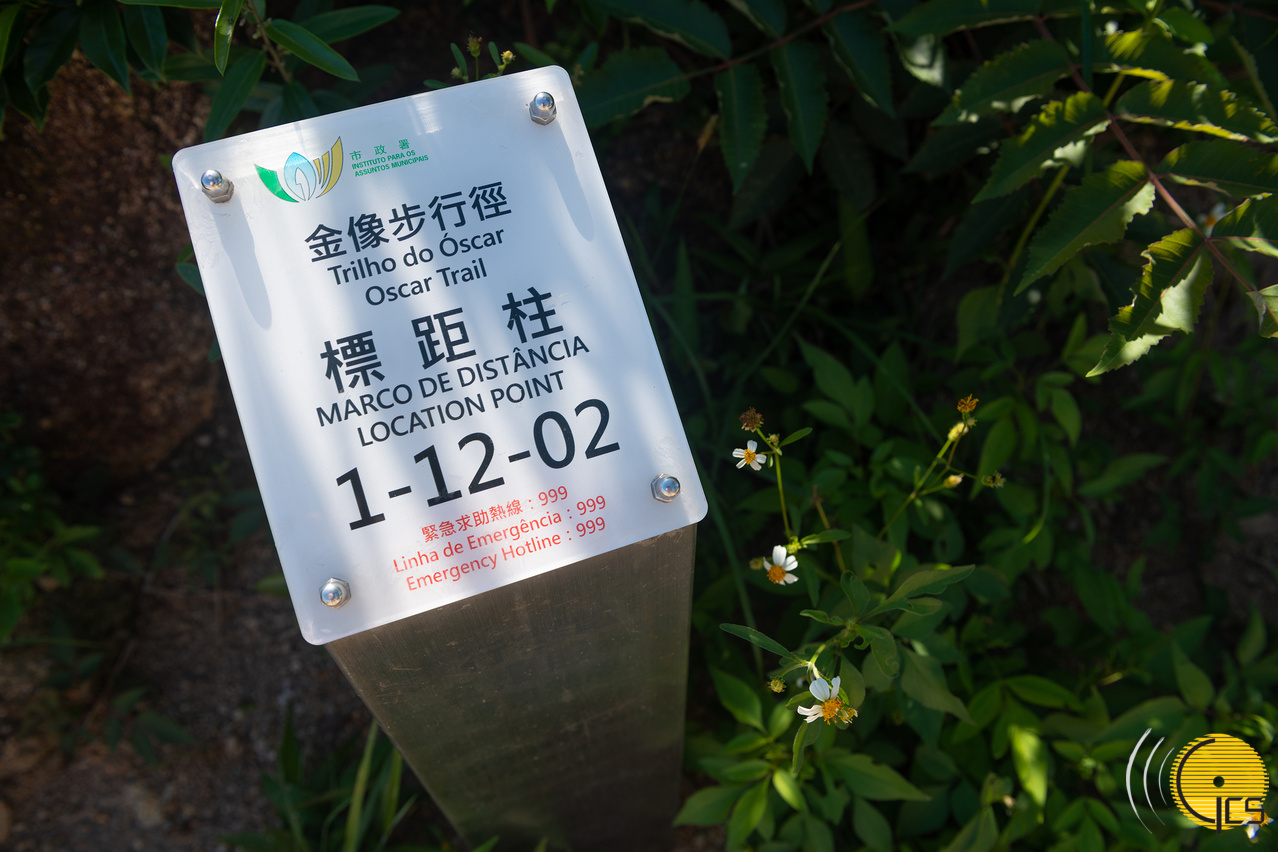 市政署
INSTITUTO PARA OS
ASSUNTOS MUNICIPAIS
金像步行徑
Trilho do Óscar
Oscar Trail
標距柱
MARCO DE DISTÂNCIA
LOCATION POINT
1-12-02
緊急求助熱線：999
Linha de Emergência：999
Emergency Hotline：999
GCS